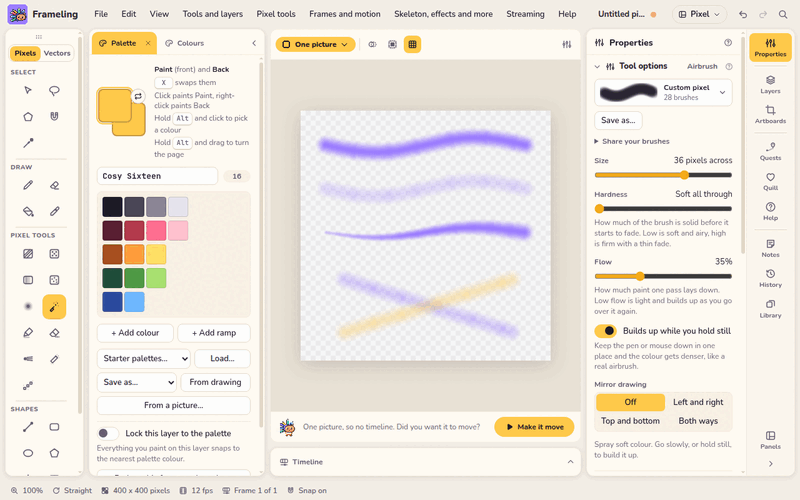 Frameling
File
Edit
View
Tools and layers
Pixel tools
Frames and motion
Skeleton, effects and more
Streaming
Help
Untitled pi...
Pixel
Pixels
Vectors
SELECT
DRAW
PIXEL TOOLS
SHAPES
Palette
Colours
Paint (front) and Back
X swaps them
Click paints Paint, right-
click paints Back
Hold Alt and click to pick
a colour
Hold Alt and drag to turn
the page
Cosy Sixteen
16
+ Add colour
+ Add ramp
Starter palettes...
Load...
Save as...
From drawing
From a picture...
Lock this layer to the palette
Everything you paint on this layer snaps to
the nearest palette colour.
One picture
One picture, so no timeline. Did you want it to move?
Make it move
Timeline
Properties
Tool options
Airbrush
Custom pixel
28 brushes
Save as...
Share your brushes
Size
36 pixels across
Hardness
Soft all through
How much of the brush is solid before it
starts to fade. Low is soft and airy, high
is firm with a thin fade.
Flow
35%
How much paint one pass lays down.
Low flow is light and builds up as you go
over it again.
Builds up while you hold still
Keep the pen or mouse down in one
place and the colour gets denser, like a
real airbrush.
Mirror drawing
Off
Left and right
Top and bottom
Both ways
Spray soft colour. Go slowly, or hold still,
to build it up.
Properties
Layers
Artboards
Quests
Quill
Help
Notes
History
Library
Panels
100%
Straight
400 x 400 pixels
12 fps
Frame 1 of 1
Snap on